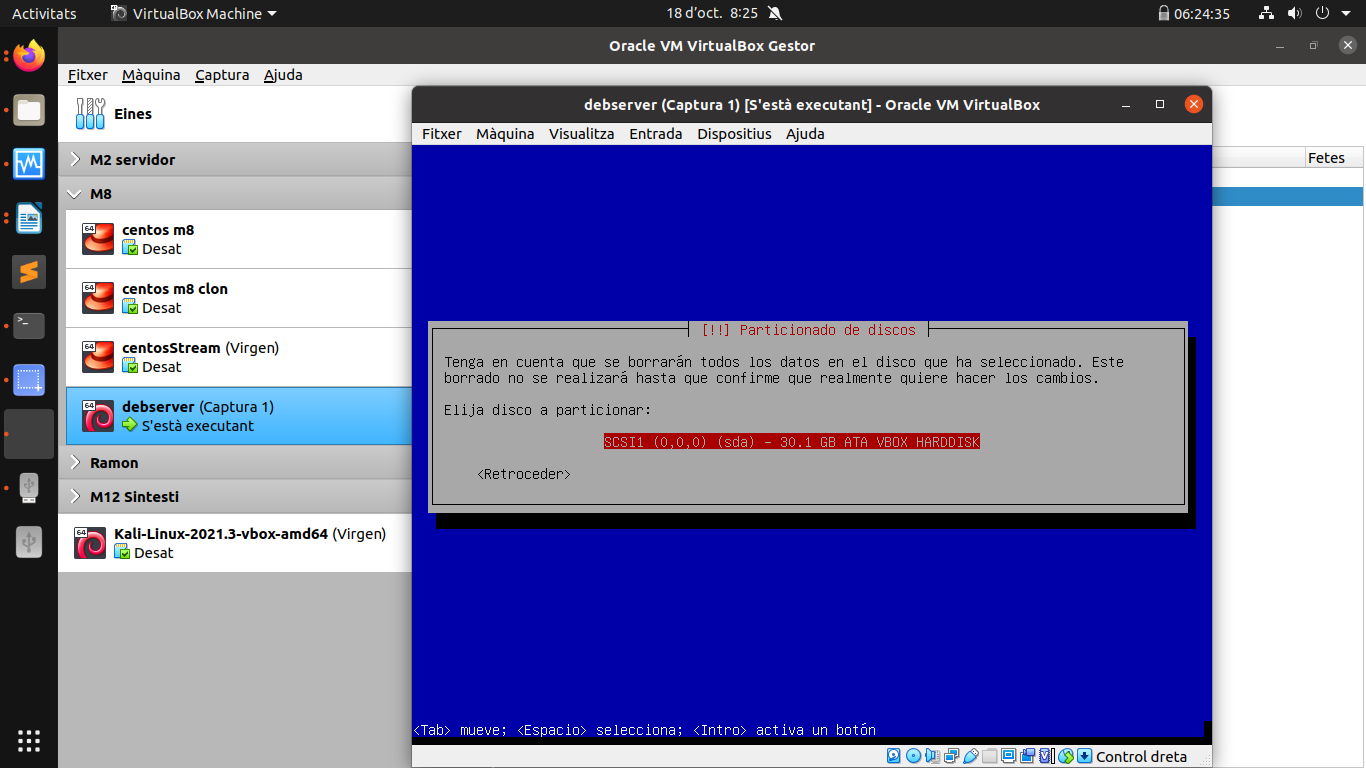 Activitats
VirtualBox Machine
18 d'oct.  8:25
06:24:35
Oracle VM VirtualBox Gestor
Fitxer Màquina Captura Ajuda
Eines
M2 servidor
M8
64
centos m8
Desat
64
centos m8 clon
Desat
64
centosStream (Virgen)
Desat
64
debserver (Captura 1)
S'està executant
Ramon
M12 Sintesti
64
Kali-Linux-2021.3-vbox-amd64 (Virgen)
Desat
Fetes
debserver (Captura 1) [S'està executant] - Oracle VM VirtualBox
Fitxer Màquina Visualitza Entrada Dispositius Ajuda
[!!] Particionado de discos
Tenga en cuenta que se borrarán todos los datos en el disco que ha seleccionado. Este
borrado no se realizará hasta que confirme que realmente quiere hacer los cambios.
Elija disco a particionar:
SCSI1 (0,0,0) (sda) - 30.1 GB ATA VBOX HARDDISK
<Retroceder>
<Tab> mueve; <Espacio> selecciona; <Intro> activa un botón
Control dreta